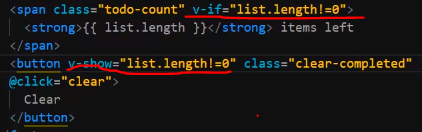 <span class="todo-count" v-if="list.length!=0">
<strong>{{ list.length }}</strong> items left
</span>
<button v-show="list.length!=0" class="clear-completed"
@click="clear">
Clear
</button>